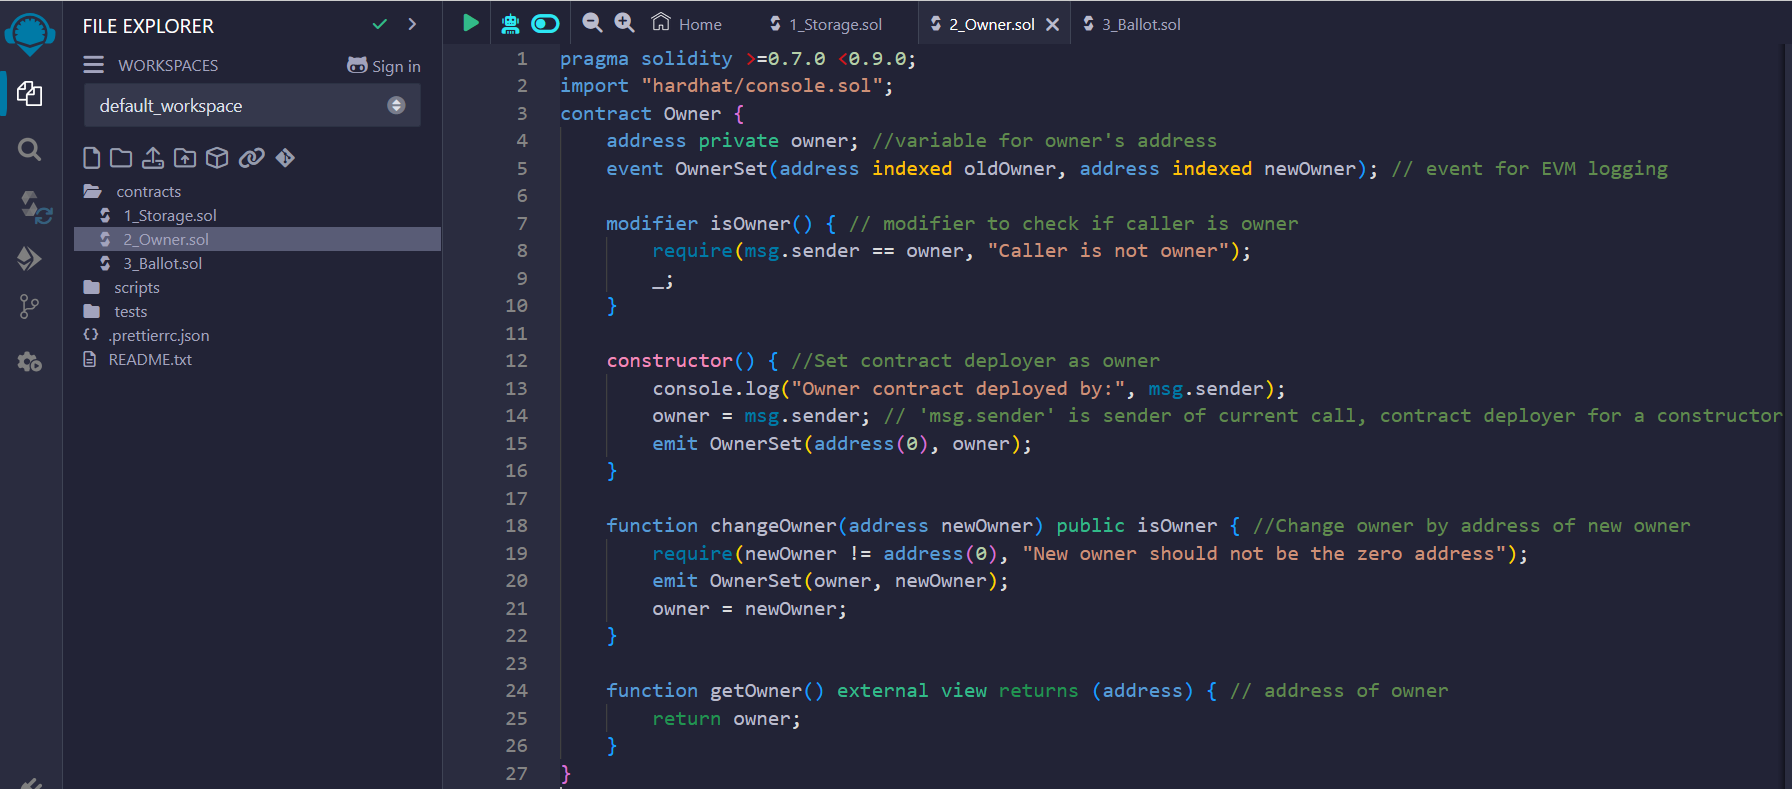 FILE EXPLORER
WORKSPACES
Sign in
default_workspace
contracts
1_Storage.sol
2_Owner.sol
3_Ballot.sol
scripts
tests
{} .prettierrc.json
README.txt
Home
1_Storage.sol
2_Owner.sol
3_Ballot.sol
1 pragma solidity >=0.7.0 <0.9.0;
2 import "hardhat/console.sol";
3 contract Owner {
4     address private owner; //variable for owner's address
5     event OwnerSet(address indexed oldOwner, address indexed newOwner); // event for EVM logging
6
7     modifier isOwner() { // modifier to check if caller is owner
8         require(msg.sender == owner, "Caller is not owner");
9         _;
10     }
11
12     constructor() { //Set contract deployer as owner
13         console.log("Owner contract deployed by:", msg.sender);
14         owner = msg.sender; // 'msg.sender' is sender of current call, contract deployer for a constructor
15         emit OwnerSet(address(0), owner);
16     }
17
18     function changeOwner(address newOwner) public isOwner { //Change owner by address of new owner
19         require(newOwner != address(0), "New owner should not be the zero address");
20         emit OwnerSet(owner, newOwner);
21         owner = newOwner;
22     }
23
24     function getOwner() external view returns (address) { // address of owner
25         return owner;
26     }
27 }